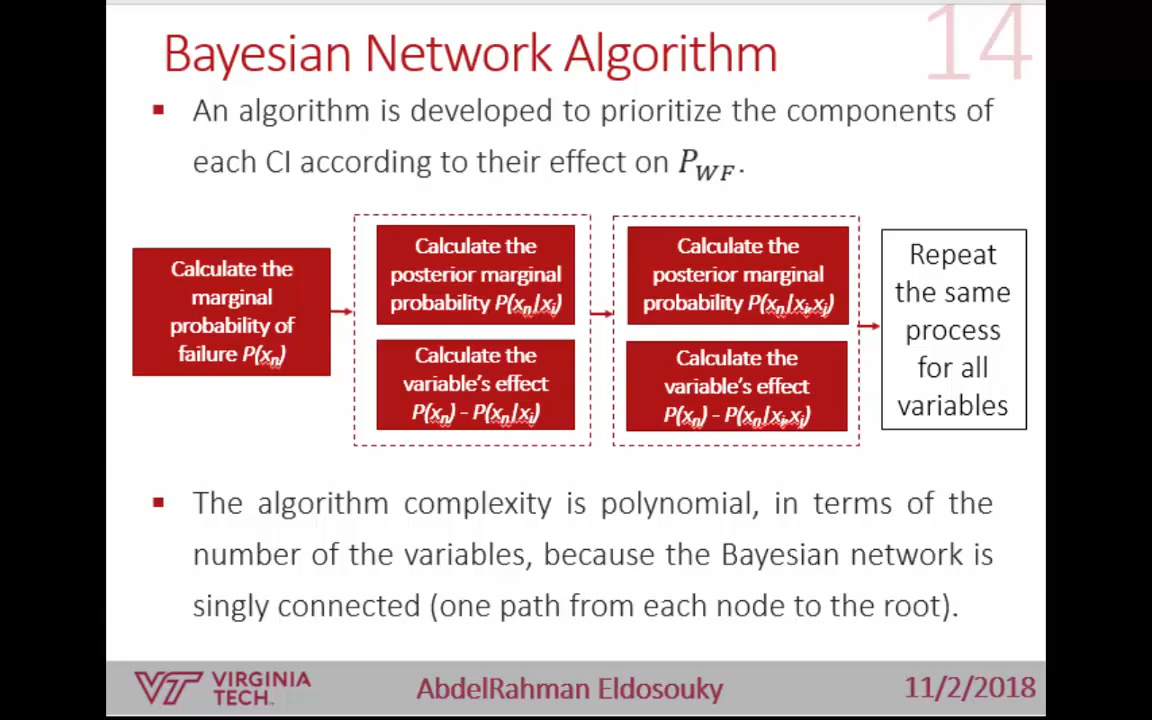 14
Bayesian Network Algorithm
▪ An algorithm is developed to prioritize the components of
each CI according to their effect on P_WF.
Calculate the
marginal
probability of
failure P(x_n)
Calculate the
posterior marginal
probability P(x_n|x_i)
Calculate the
variable's effect
P(x_n) - P(x_n|x_i)
Calculate the
posterior marginal
probability P(x_n|x_i,x_j)
Calculate the
variable's effect
P(x_n) - P(x_n|x_i,x_j)
Repeat
the same
process
for all
variables
▪ The algorithm complexity is polynomial, in terms of the
number of the variables, because the Bayesian network is
singly connected (one path from each node to the root).
VT VIRGINIA
TECH.
AbdelRahman Eldosouky
11/2/2018